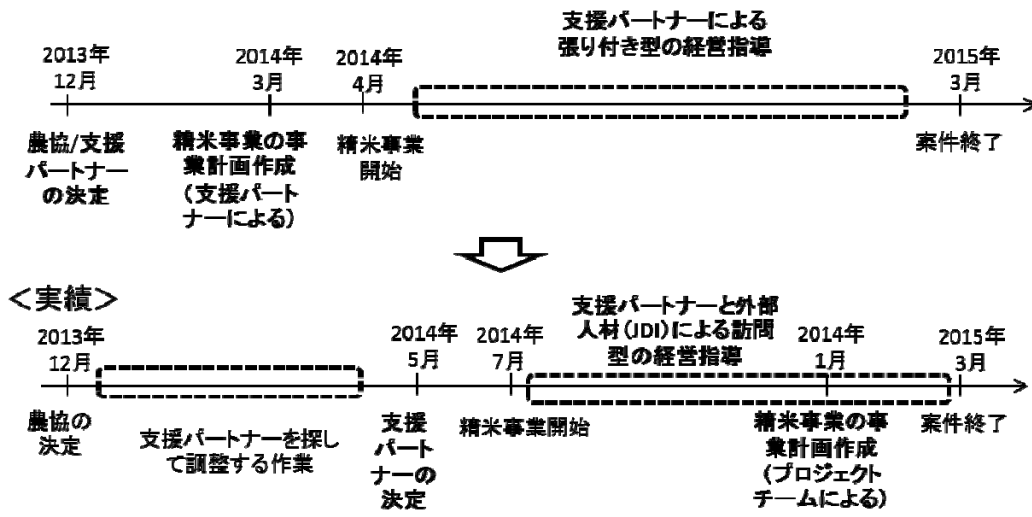 支援パートナーによる
張り付き型の経営指導
2013年
12月
2014年
3月
2014年
4月
2015年
3月
農協/支援
パートナー
の決定
精米事業の事
業計画作成
(支援パート
ナーによる)
精米事業
開始
案件終了
<実績>
支援パートナーと外部
人材(JDI)による訪問
型の経営指導
2013年
12月
2014年
5月
2014年
7月
2014年
1月
2015年
3月
農協の
決定
支援パートナーを探し
て調整する作業
支援
パート
ナーの
決定
精米事業開始
精米事業の事
業計画作成
(プロジェクト
チームによる)
案件終了